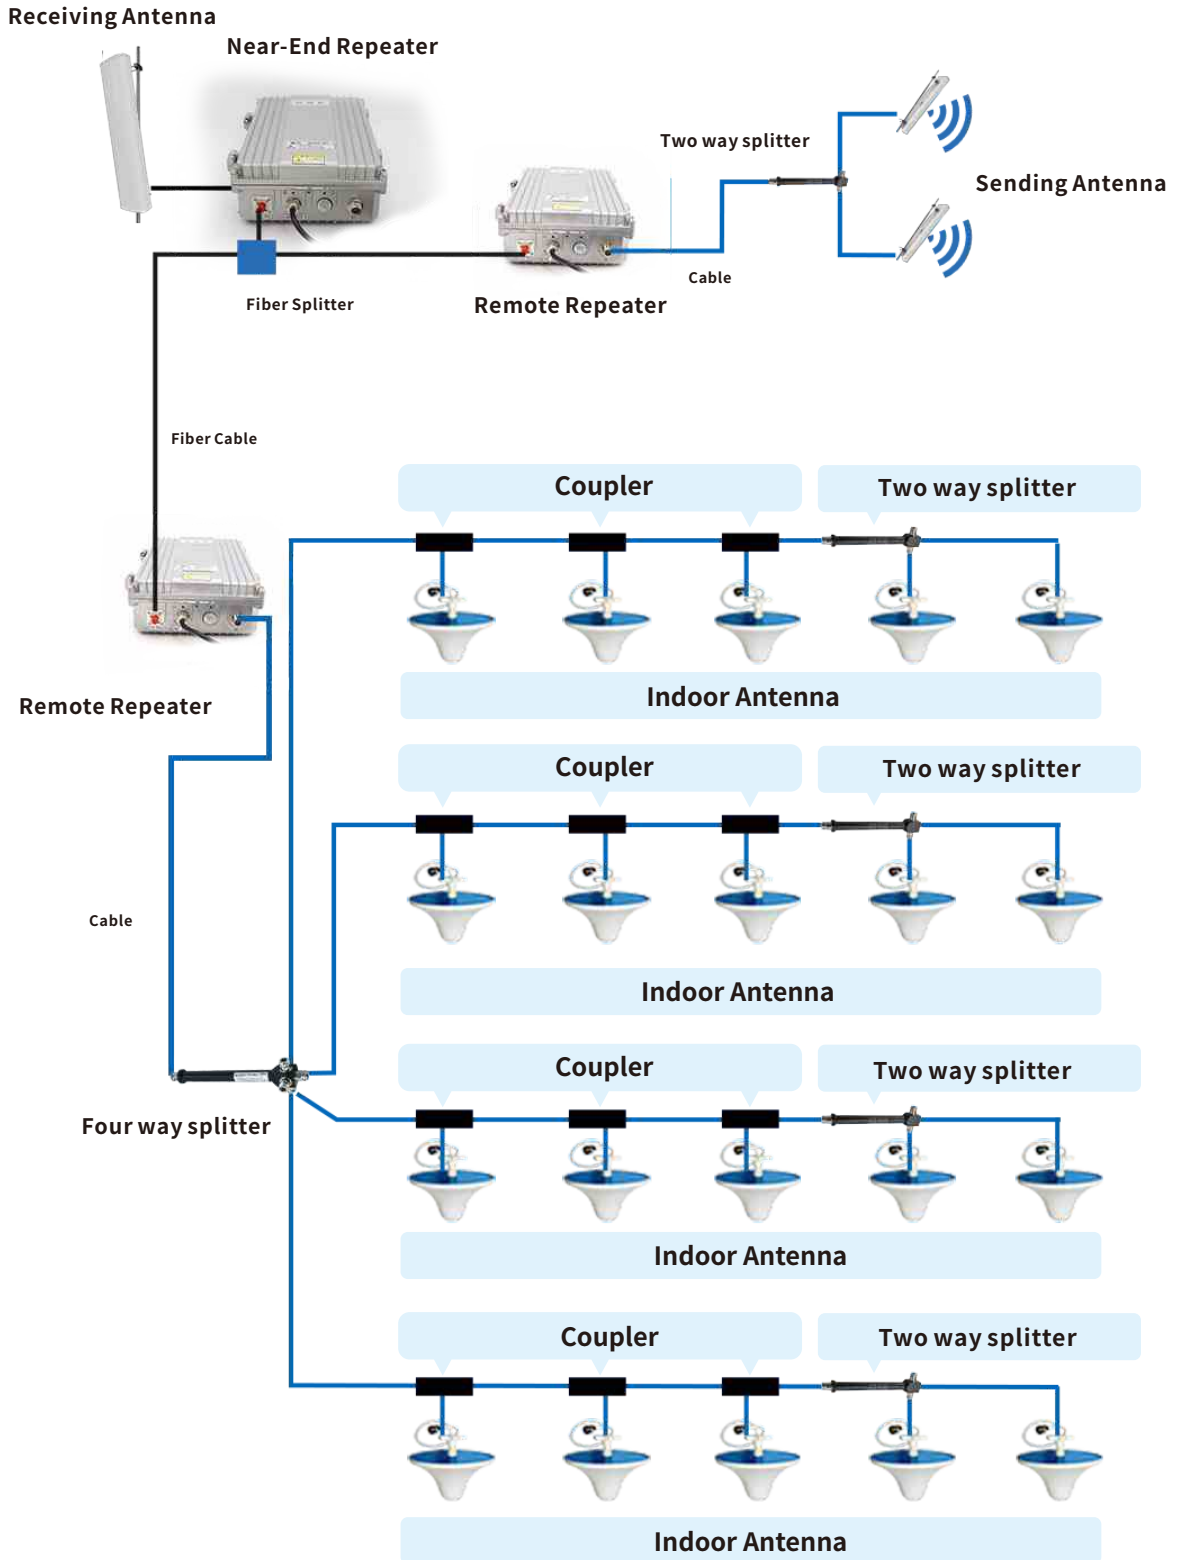 Receiving Antenna
Near-End Repeater
Two way splitter
Sending Antenna
Cable
Fiber Splitter
Remote Repeater
Fiber Cable
Coupler
Two way splitter
Indoor Antenna
Remote Repeater
Coupler
Two way splitter
Cable
Indoor Antenna
Coupler
Two way splitter
Four way splitter
Indoor Antenna
Coupler
Two way splitter
Indoor Antenna